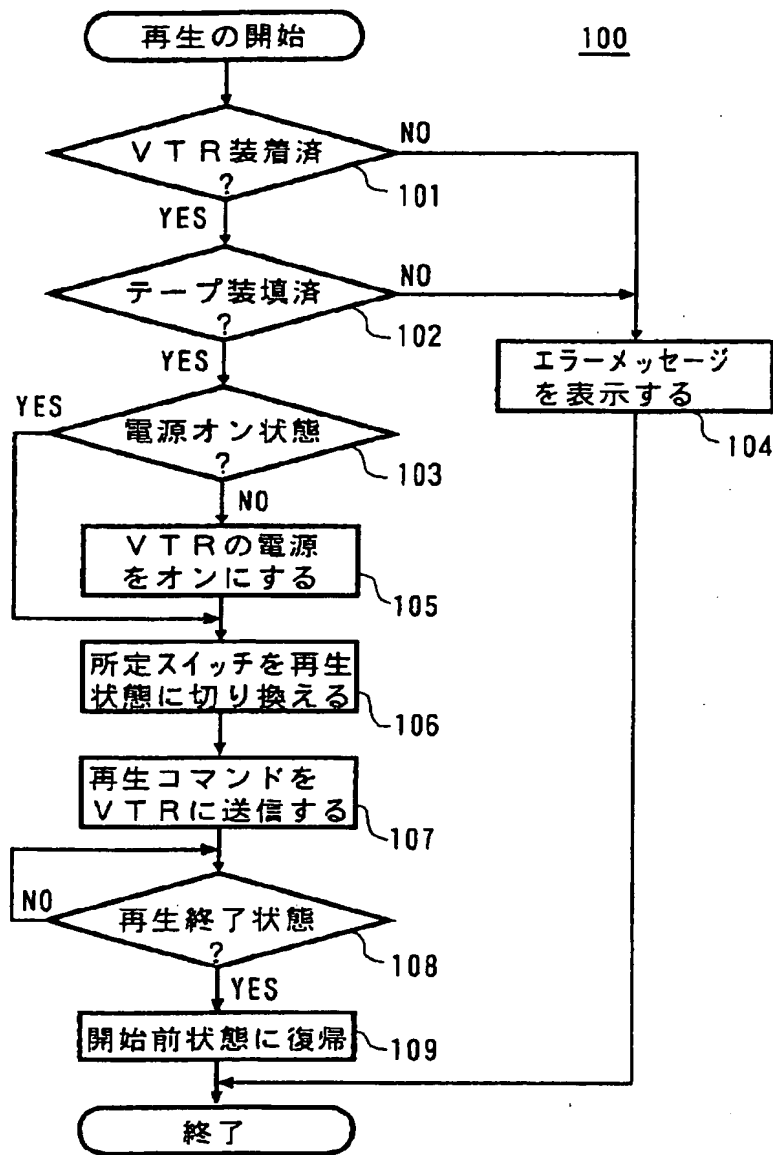 再生の開始
100
VTR装着済
?
NO
101
YES
テープ装填済
?
NO
102
YES
エラーメッセージ
を表示する
104
YES
電源オン状態
?
103
NO
VTRの電源
をオンにする
105
所定スイッチを再生
状態に切り換える
106
再生コマンドを
VTRに送信する
107
NO
再生終了状態
?
108
YES
開始前状態に復帰
109
終了